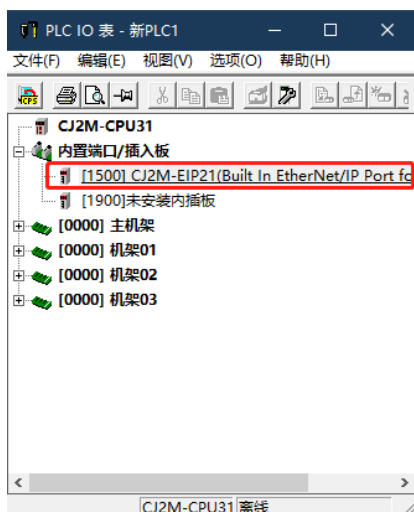 PLC IO 表 - 新PLC1
文件(F) 编辑(E) 视图(V) 选项(O) 帮助(H)
NCPS
CJ2M-CPU31
内置端口/插入板
[1500] CJ2M-EIP21(Built In EtherNet/IP Port fo
[1900]未安装内插板
[0000] 主机架
[0000] 机架01
[0000] 机架02
[0000] 机架03
CJ2M-CPU31 离线